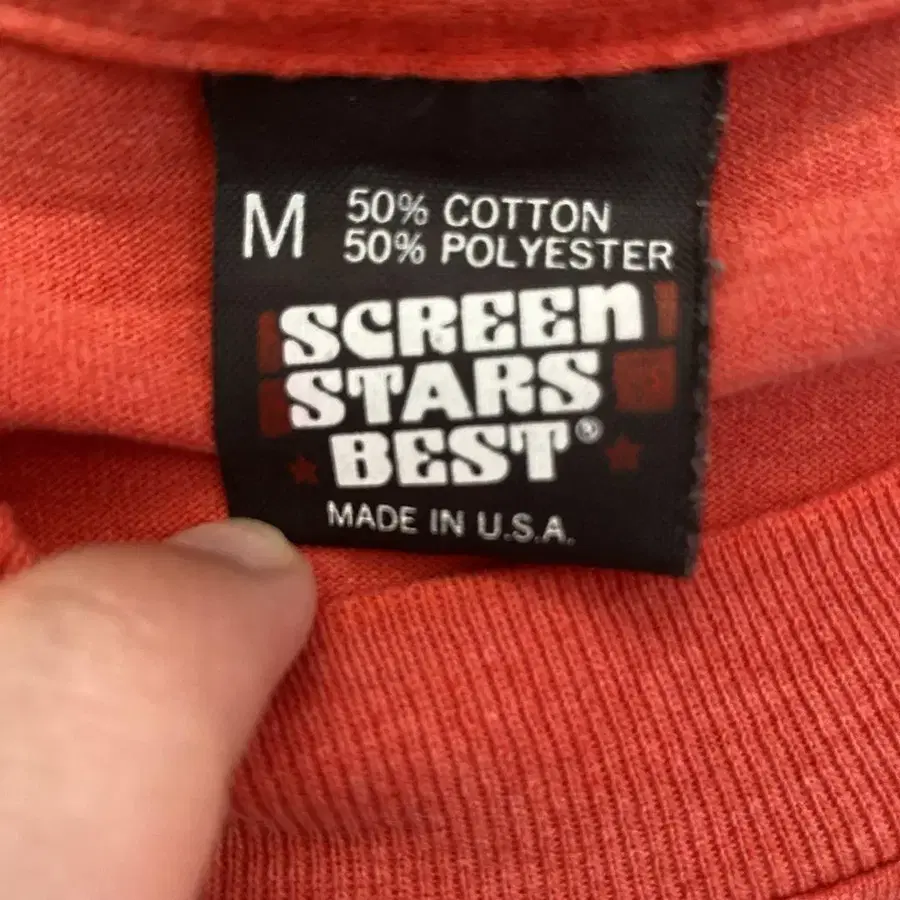 M 50% COTTON
50% POLYESTER
SCREEN
STARS
BEST®
MADE IN U.S.A.